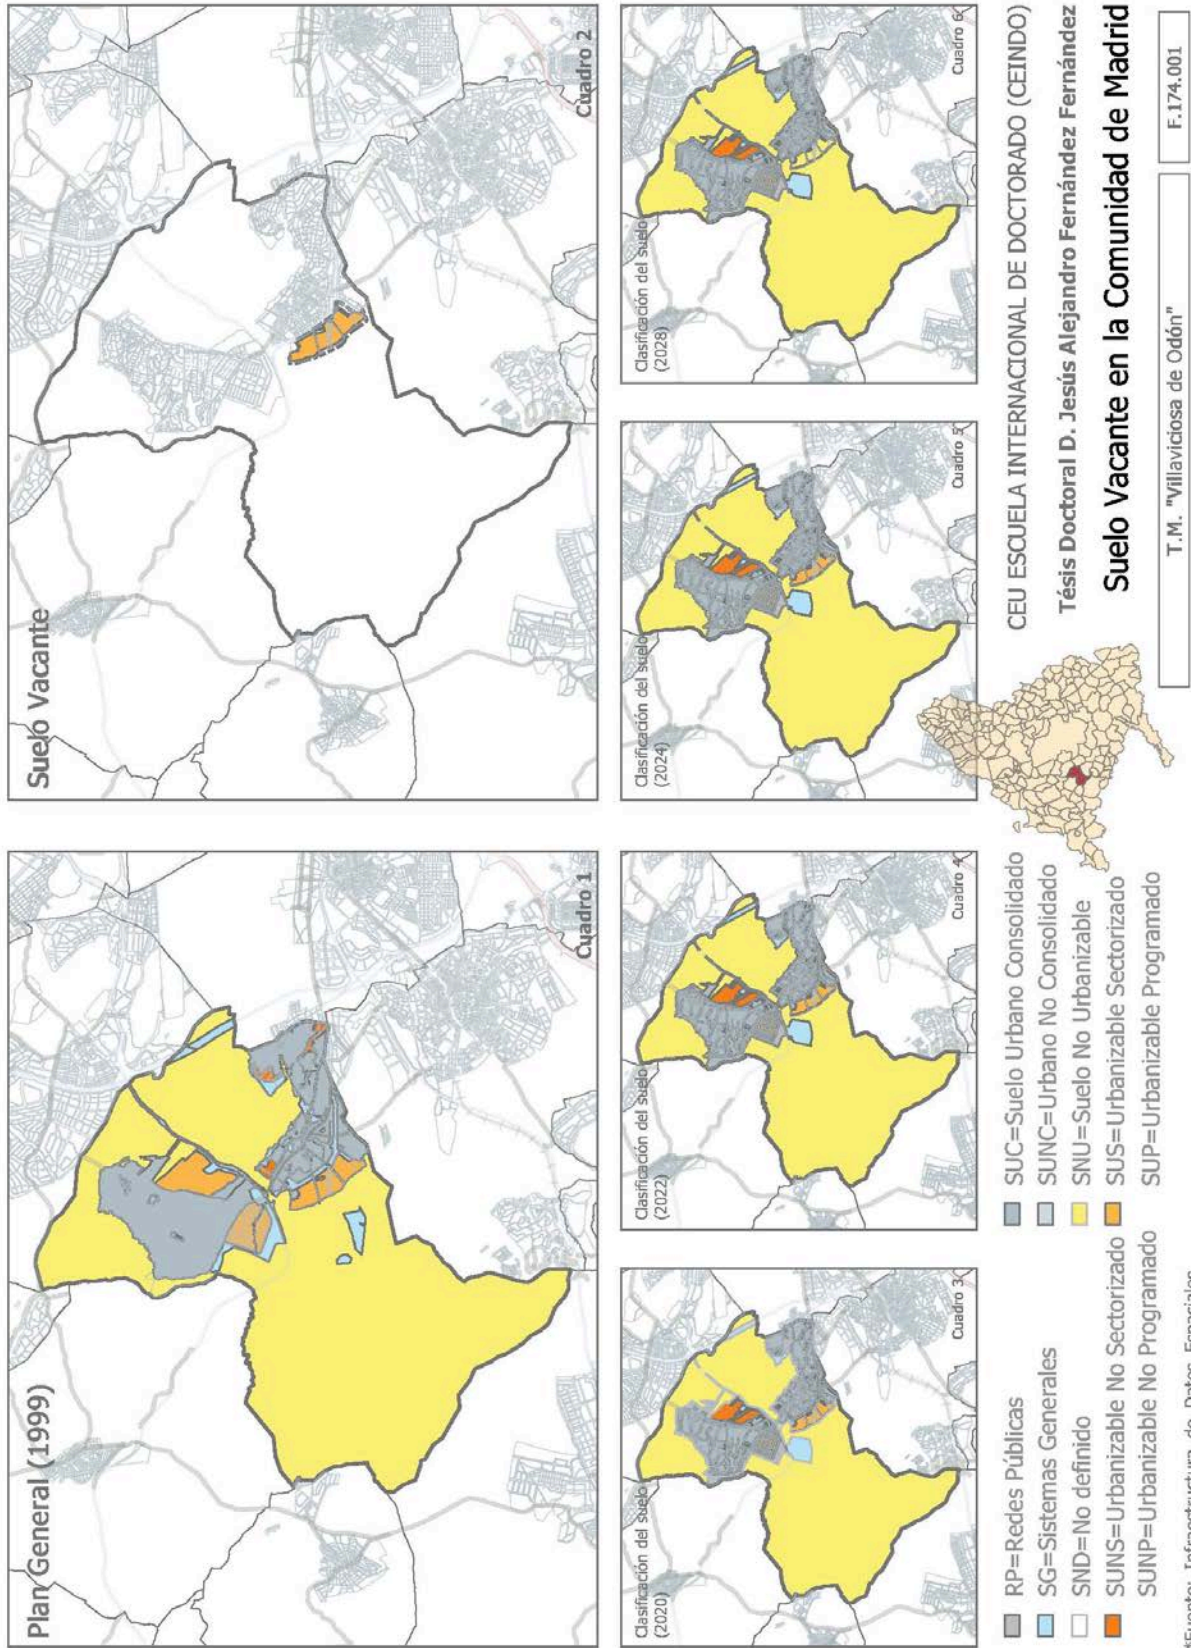 Plan General (1999)
Cuadro 1
Suelo Vacante
Cuadro 2
Clasificación del suelo
(2020)
Cuadro 3
Clasificación del suelo
(2022)
Cuadro 4
Clasificación del suelo
(2024)
Cuadro 5
Clasificación del suelo
(2028)
Cuadro 6
RP=Redes Públicas
SG=Sistemas Generales
SND=No definido
SUNS=Urbanizable No Sectorizado
SUNP=Urbanizable No Programado
SUC=Suelo Urbano Consolidado
SUNC=Urbano No Consolidado
SNU=Suelo No Urbanizable
SUS=Urbanizable Sectorizado
SUP=Urbanizable Programado
CEU ESCUELA INTERNACIONAL DE DOCTORADO (CEINDO)
Tésis Doctoral D. Jesús Alejandro Fernández Fernández
Suelo Vacante en la Comunidad de Madrid
T.M. "Villaviciosa de Odón"
F.174.001